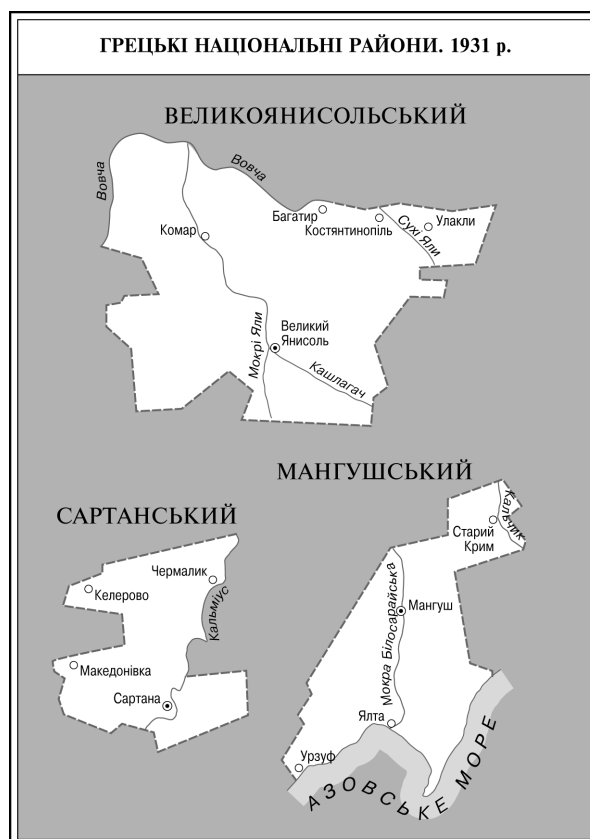 ГРЕЦЬКІ НАЦІОНАЛЬНІ РАЙОНИ. 1931 р.
ВЕЛИКОЯНИСОЛЬСЬКИЙ
Вовча
Вовча
Комар
Багатир
Костянтинопіль
Сухі Яли
Улакли
Мокрі Яли
Великий
Янисоль
Кашлагач
МАНГУШСЬКИЙ
Старий
Крим
Кальчик
Мокра Білосарайська
Мангуш
Ялта
Урзуф
АЗОВСЬКЕ МОРЕ
САРТАНСЬКИЙ
Чермалик
Келерово
Кальміус
Македонівка
Сартана